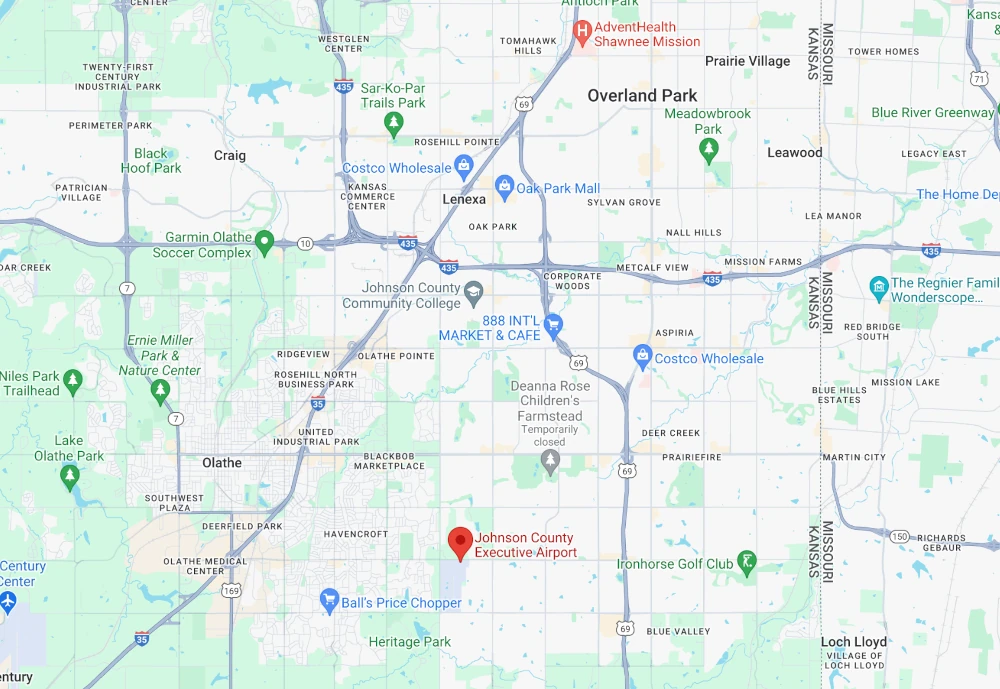 CENTER
Antioch Park
AdventHealth
Shawnee Mission
Kansas
&
WESTGLEN
CENTER
TOMAHAWK
HILLS
MISSOURI
KANSAS
TOWER HOMES
Prairie Village
TWENTY-FIRST
CENTURY
INDUSTRIAL PARK
435
Sar-Ko-Par
Trails Park
69
Overland Park
71
Meadowbrook
Park
Blue River Greenway
PERIMETER PARK
ROSEHILL POINTE
Black
Hoof Park
Craig
Costco Wholesale
Leawood
LEGACY EAST
PATRICIAN
VILLAGE
KANSAS
COMMERCE
CENTER
Lenexa
Oak Park Mall
SYLVAN GROVE
The Home Dep
LEA MANOR
OAK PARK
NALL HILLS
Garmin Olathe
Soccer Complex
10
435
435
435
435
MISSION FARMS
METCALF VIEW
CORPORATE
WOODS
DAR CREEK
7
Johnson County
Community College
MISSOURI
KANSAS
The Regnier Famil
Wonderscope...
888 INT'L
MARKET & CAFE
ASPIRIA
RED BRIDGE
SOUTH
Ernie Miller
Park &
Nature Center
RIDGEVIEW
OLATHE POINTE
69
Costco Wholesale
Niles Park
Trailhead
ROSEHILL NORTH
BUSINESS PARK
Deanna Rose
Children's
Farmstead
Temporarily
closed
MISSION LAKE
BLUE HILLS
ESTATES
35
7
UNITED
INDUSTRIAL PARK
DEER CREEK
Lake
Olathe Park
Olathe
BLACKBOB
MARKETPLACE
69
PRAIRIEFIRE
MARTIN CITY
SOUTHWEST
PLAZA
DEERFIELD PARK
HAVENCROFT
Johnson County
Executive Airport
MISSOURI
KANSAS
150
RICHARDS
GEBAUR
OLATHE MEDICAL
CENTER
Ironhorse Golf Club
Century
Center
169
Ball's Price Chopper
35
Heritage Park
69
BLUE VALLEY
Loch Lloyd
VILLAGE OF
LOCH LLOYD
entury